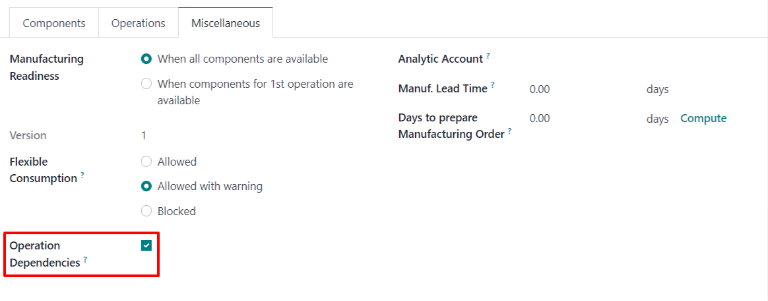 Components Operations Miscellaneous
Manufacturing When all components are available Analytic Account ?
Readiness
When components for 1st operation are Manuf. Lead Time ? 0.00 days
available
Days to prepare 0.00 days Compute
Version 1 Manufacturing Order ?
Flexible Allowed
Consumption ?
Allowed with warning
Blocked
Operation
Dependencies ?